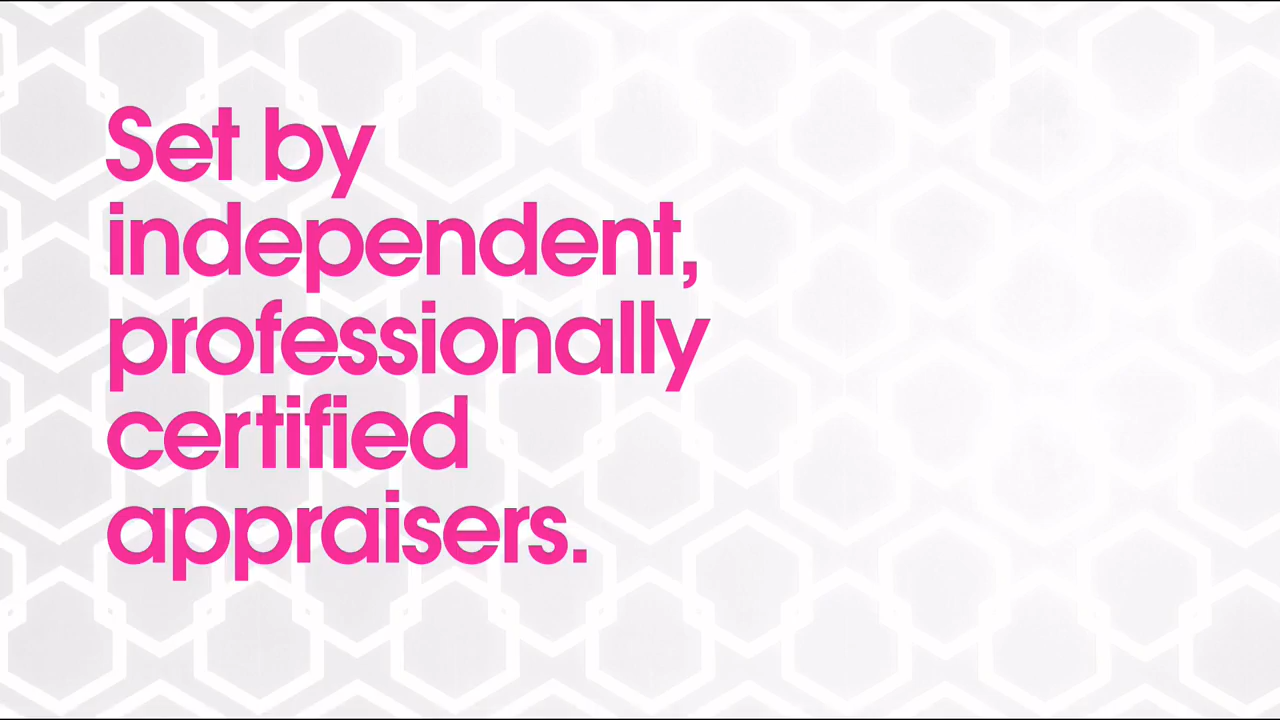 Set by
independent,
professionally
certified
appraisers.